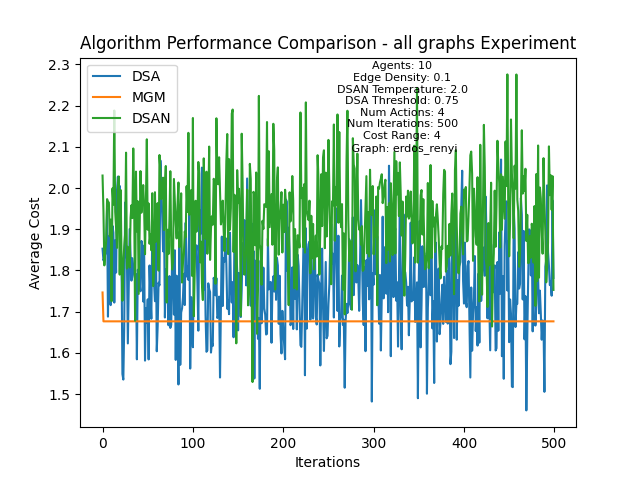 Algorithm Performance Comparison - all graphs Experiment
DSA
MGM
DSAN
Agents: 10
Edge Density: 0.1
DSAN Temperature: 2.0
DSA Threshold: 0.75
Num Actions: 4
Num Iterations: 500
Cost Range: 4
Graph: erdos_renyi
Average Cost
2.3
2.2
2.1
2.0
1.9
1.8
1.7
1.6
1.5
0
100
200
300
400
500
Iterations